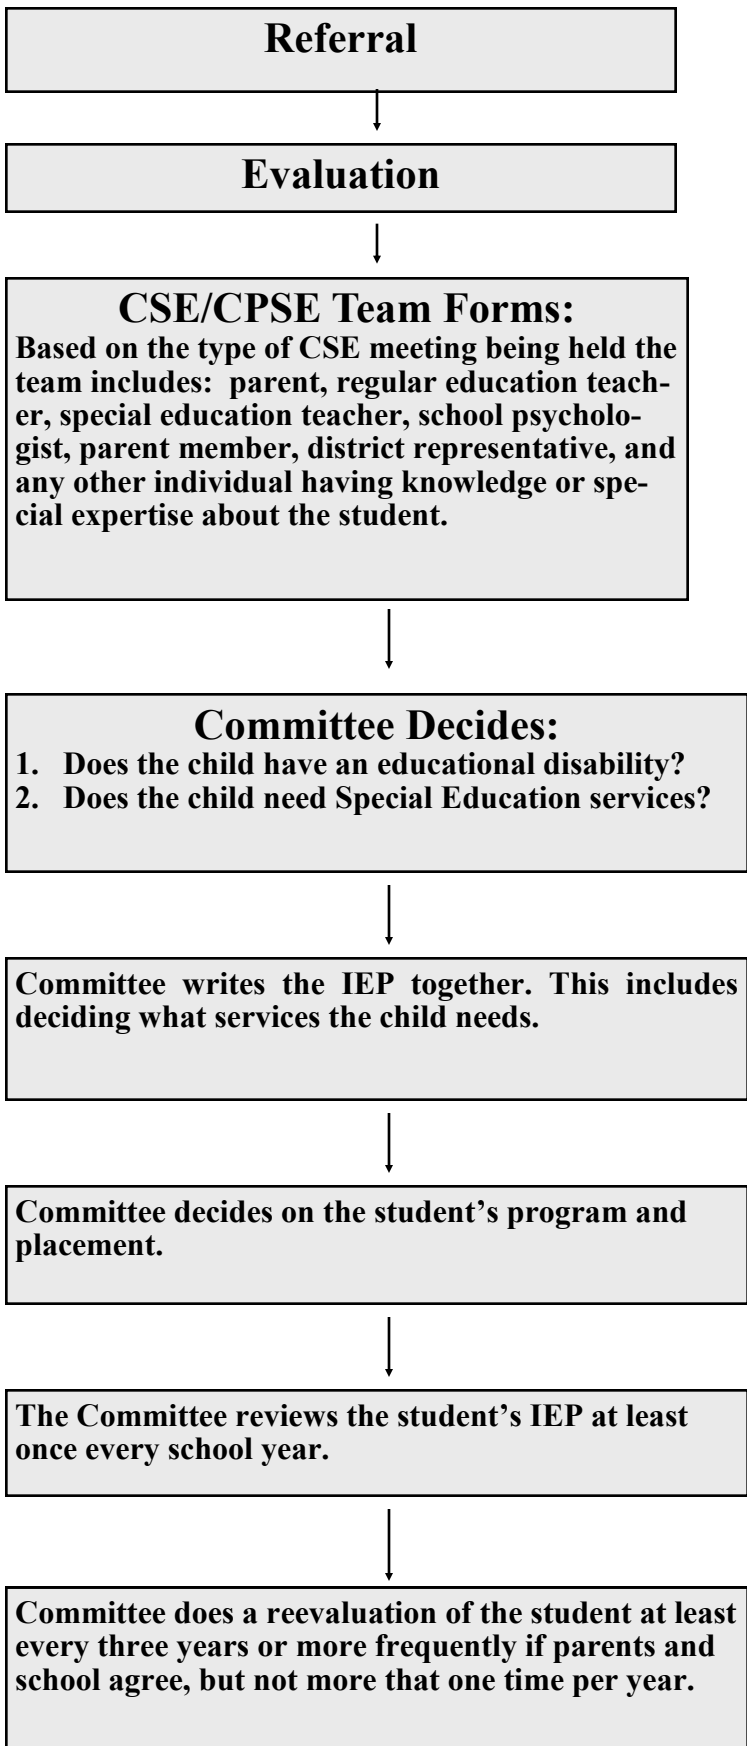 Referral
Evaluation
CSE/CPSE Team Forms:
Based on the type of CSE meeting being held the
team includes:  parent, regular education teach-
er, special education teacher, school psycholo-
gist, parent member, district representative, and
any other individual having knowledge or spe-
cial expertise about the student.
Committee Decides:
1. Does the child have an educational disability?
2. Does the child need Special Education services?
Committee writes the IEP together. This includes
deciding what services the child needs.
Committee decides on the student’s program and
placement.
The Committee reviews the student’s IEP at least
once every school year.
Committee does a reevaluation of the student at least
every three years or more frequently if parents and
school agree, but not more that one time per year.